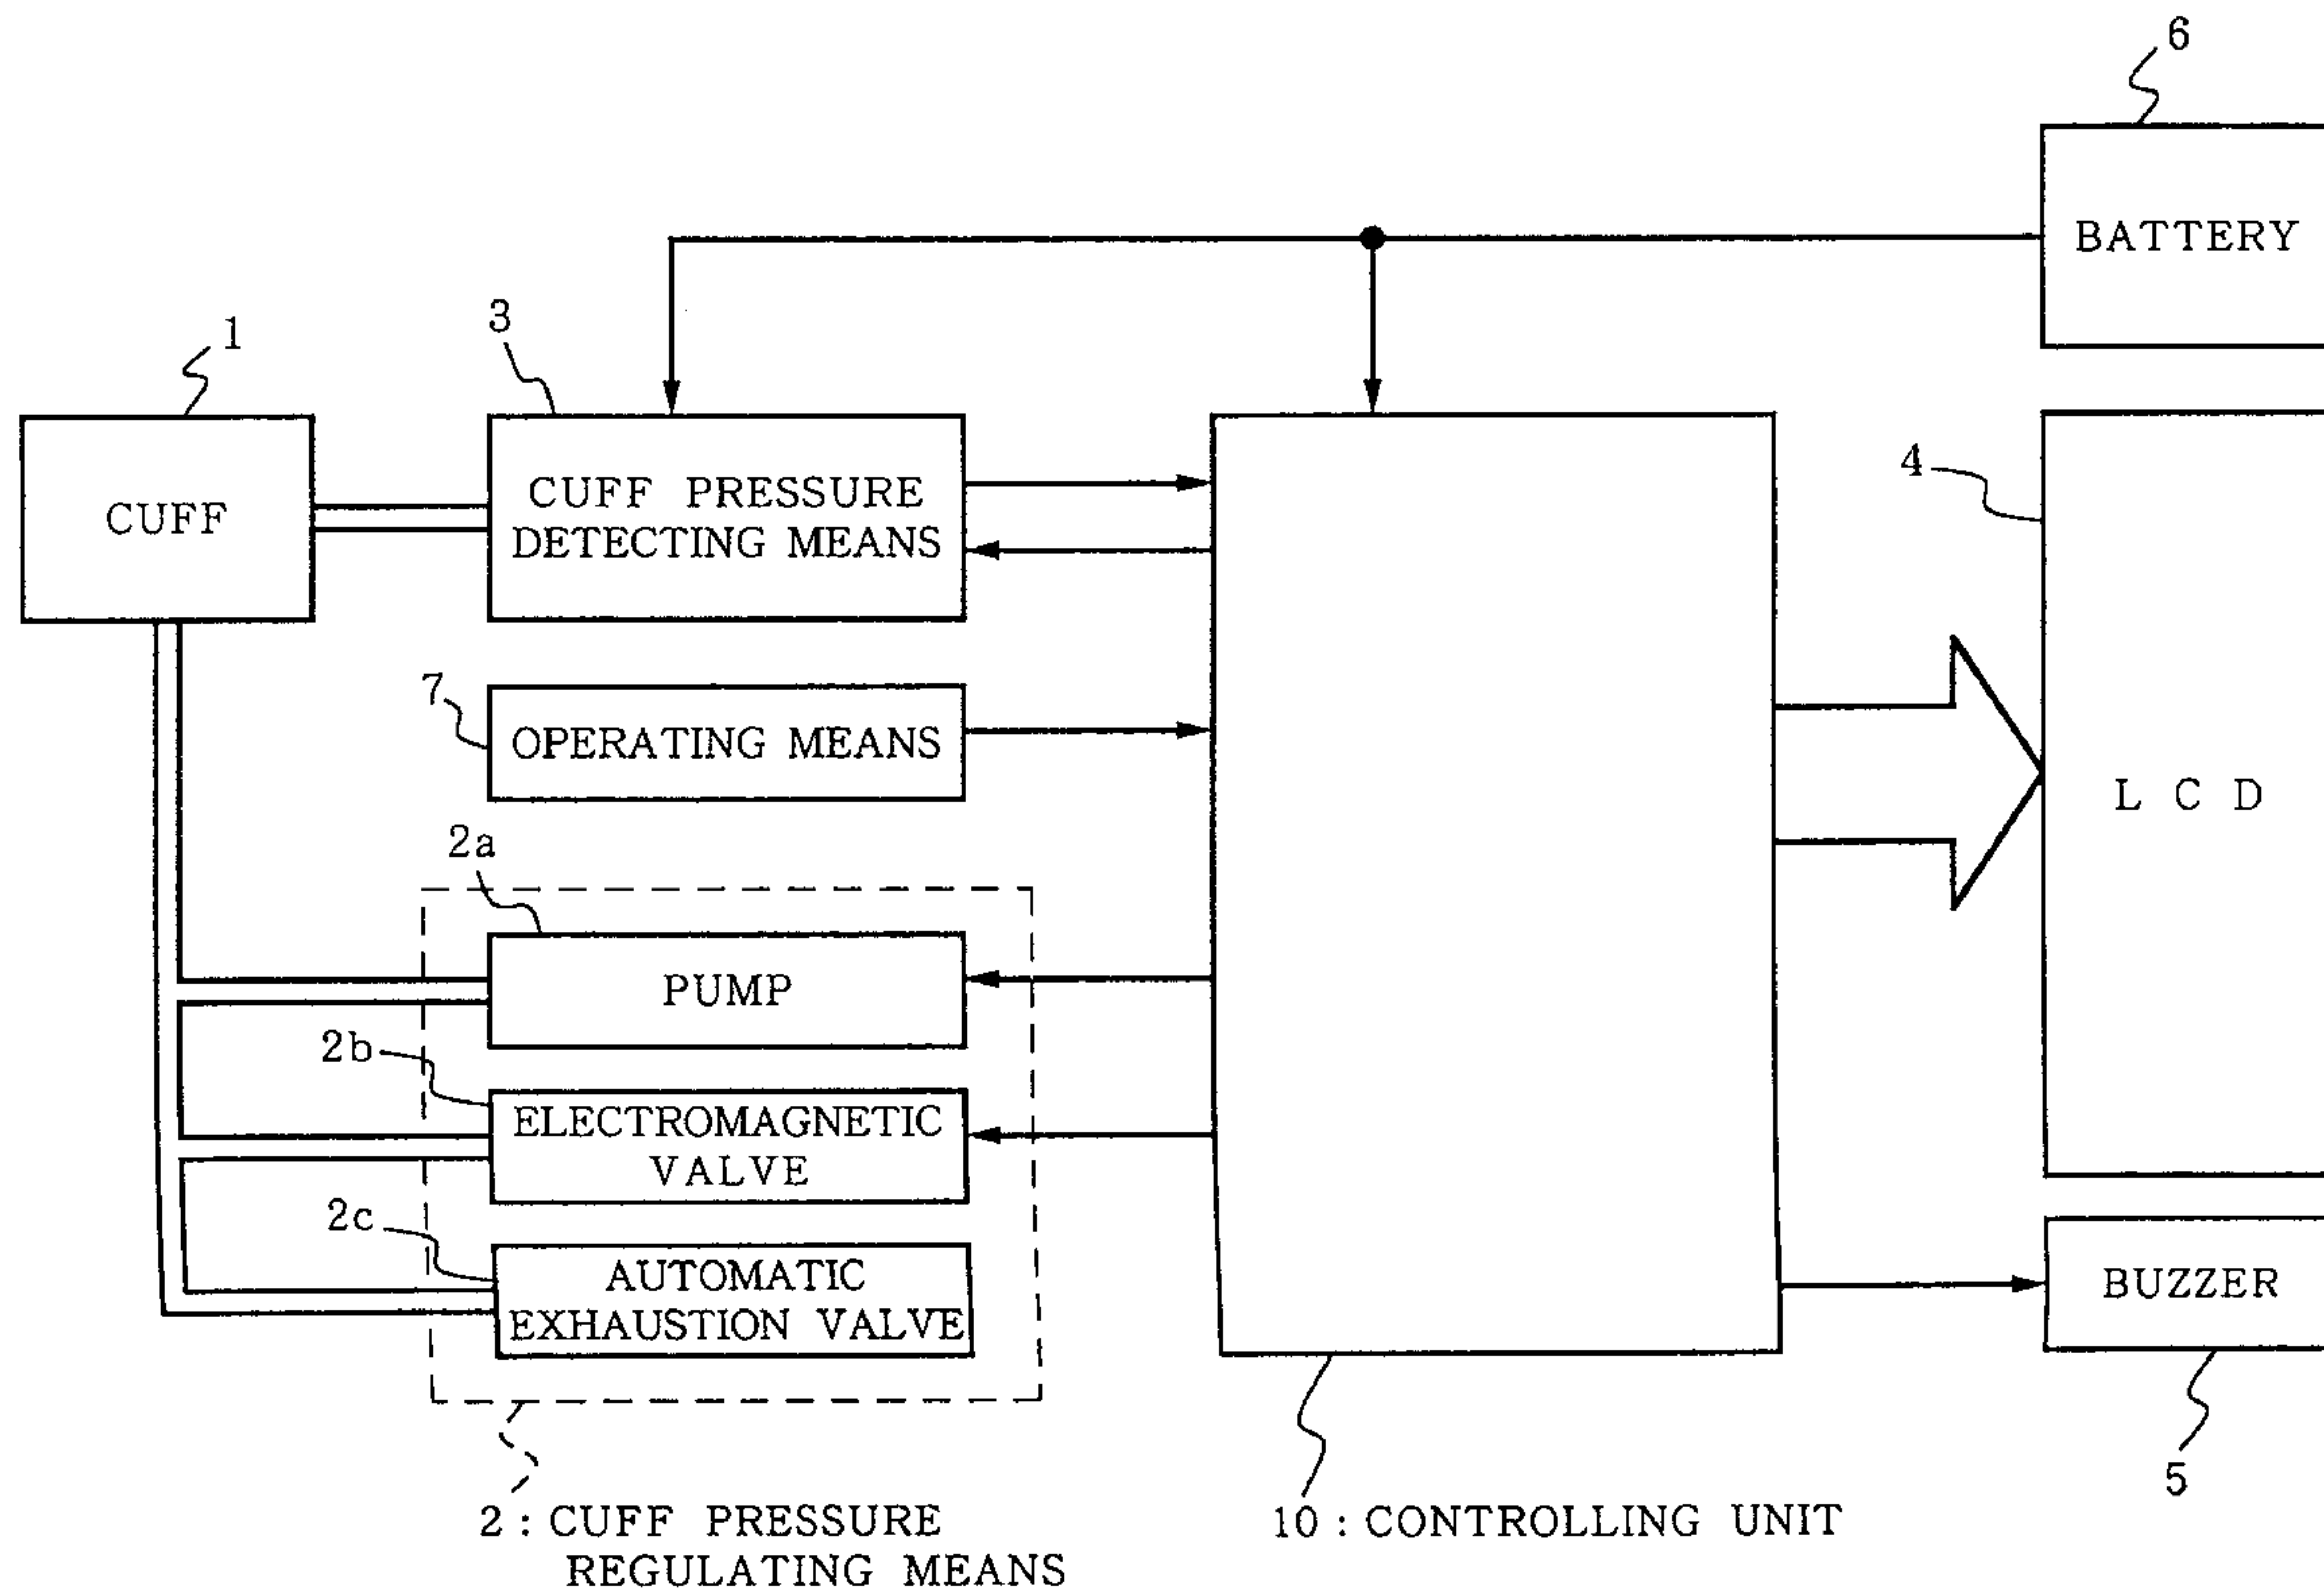 6
BATTERY
1
3
CUFF
CUFF PRESSURE
DETECTING MEANS
4
7
OPERATING MEANS
L C D
2a
PUMP
2b
ELECTROMAGNETIC
VALVE
2c
AUTOMATIC
EXHAUSTION VALVE
BUZZER
5
2 : CUFF PRESSURE
REGULATING MEANS
10 : CONTROLLING UNIT